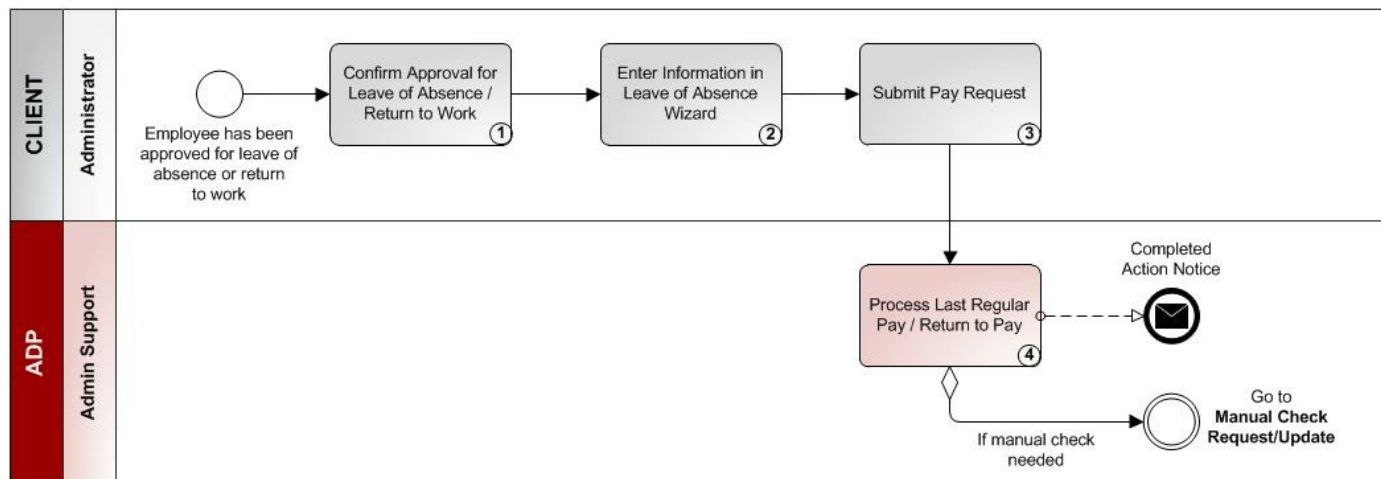 CLIENT
Administrator
Employee has been
approved for leave of
absence or return
to work
Confirm Approval for
Leave of Absence /
Return to Work
1
Enter Information in
Leave of Absence
Wizard
2
Submit Pay Request
3
ADP
Admin Support
Process Last Regular
Pay / Return to Pay
4
Completed
Action Notice
If manual check
needed
Go to
Manual Check
Request/Update